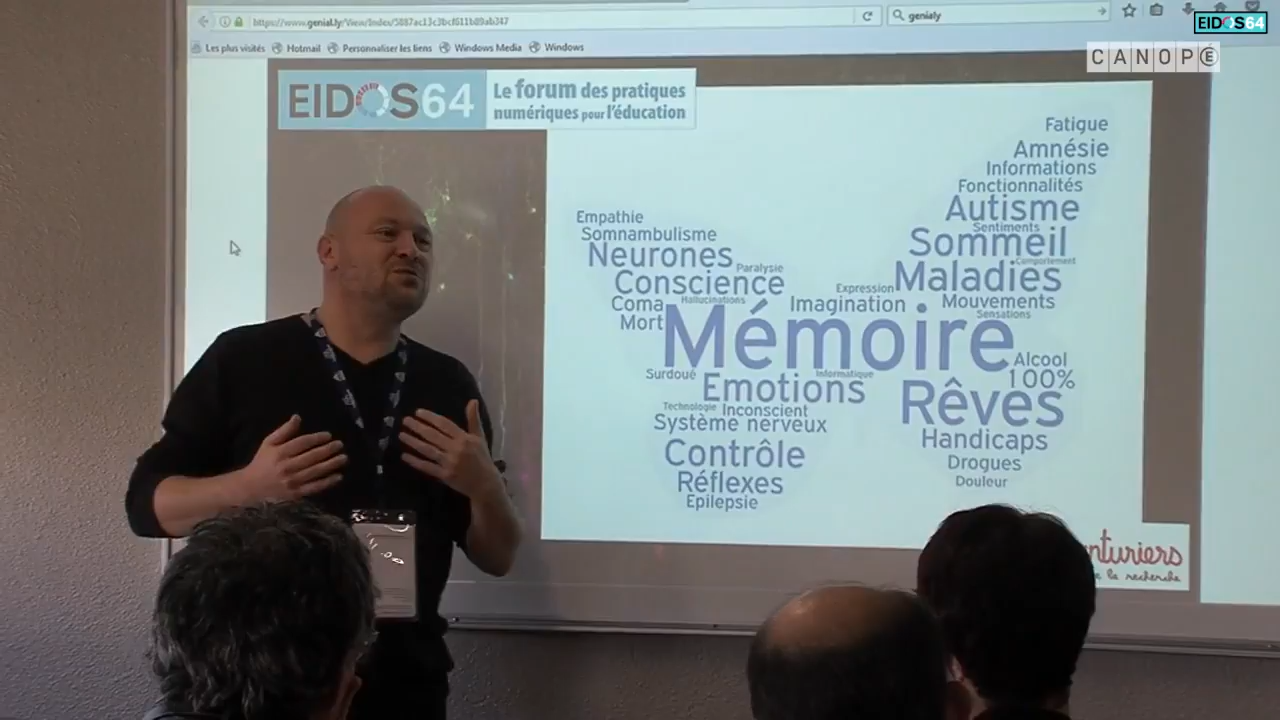 https://www.genial.ly/View/Index/5887ac13c3bcf611b89ab347
genialy
EIDOS64
Les plus visités
Hotmail
Personnaliser les liens
Windows Media
Windows
CANOPÉ
EIDOS64
Le forum des pratiques
numériques pour l'éducation
Fatigue
Amnésie
Informations
Fonctionnalités
Autisme
Sentiments
Sommeil
Comportement
Maladies
Empathie
Somnambulisme
Neurones
Paralysie
Conscience
Expression
Mouvements
Coma
Hallucinations
Imagination
Sensations
Mort
Mémoire
Alcool
Surdoué
Informatique
100%
Emotions
Rêves
Technologie
Inconscient
Système nerveux
Handicaps
Contrôle
Drogues
Réflexes
Douleur
Epilepsie
nturiers
la recherche